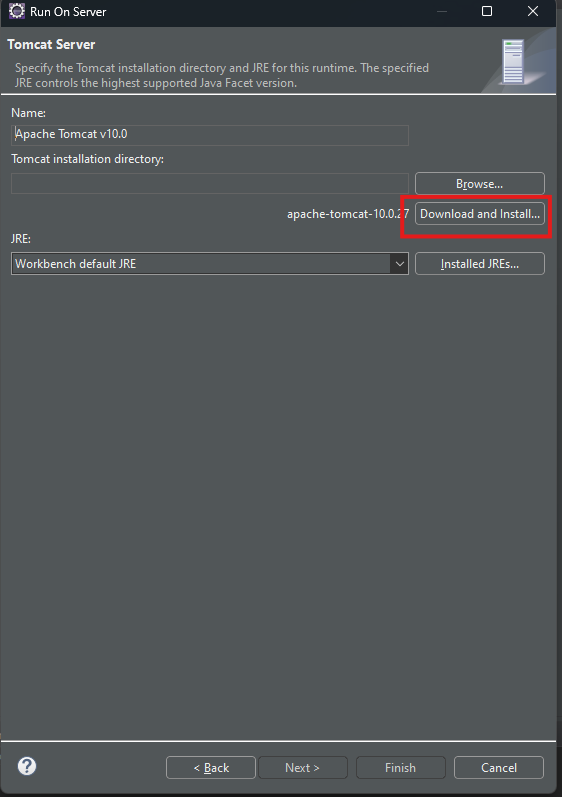 Run On Server
Tomcat Server
Specify the Tomcat installation directory and JRE for this runtime. The specified
JRE controls the highest supported Java Facet version.
Name:
Apache Tomcat v10.0
Tomcat installation directory:
Browse...
apache-tomcat-10.0.27 Download and Install...
JRE:
Workbench default JRE Installed JREs...
?
< Back Next > Finish Cancel